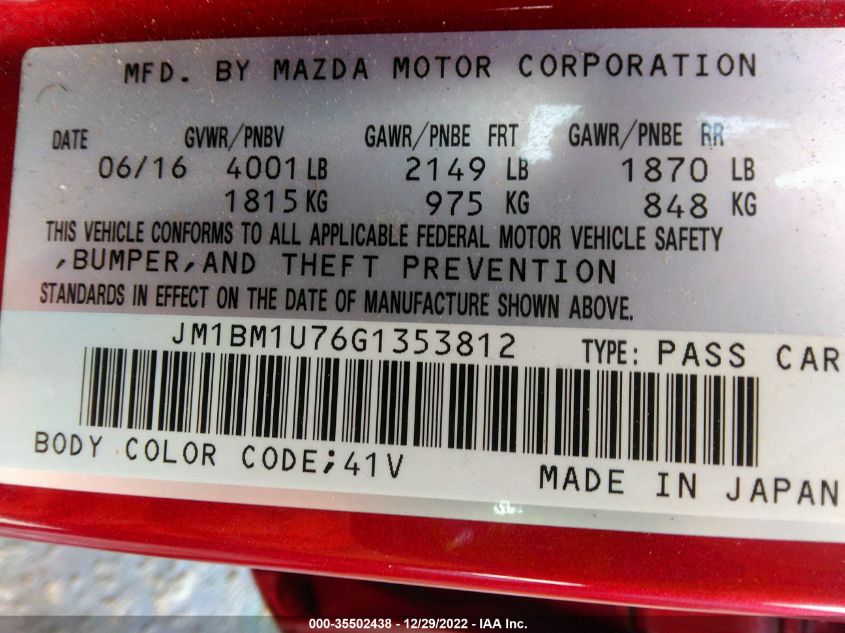 MFD. BY MAZDA MOTOR CORPORATION
DATE GVWR/PNBV GAWR/PNBE FRT GAWR/PNBE RR
06/16 4001 LB 2149 LB 1870 LB
1815 KG 975 KG 848 KG
THIS VEHICLE CONFORMS TO ALL APPLICABLE FEDERAL MOTOR VEHICLE SAFETY
,BUMPER,AND THEFT PREVENTION
STANDARDS IN EFFECT ON THE DATE OF MANUFACTURE SHOWN ABOVE.
JM1BM1U76G1353812 TYPE: PASS CAR
BODY COLOR CODE;41V
MADE IN JAPAN
000-35502438 - 12/29/2022 - IAA Inc.